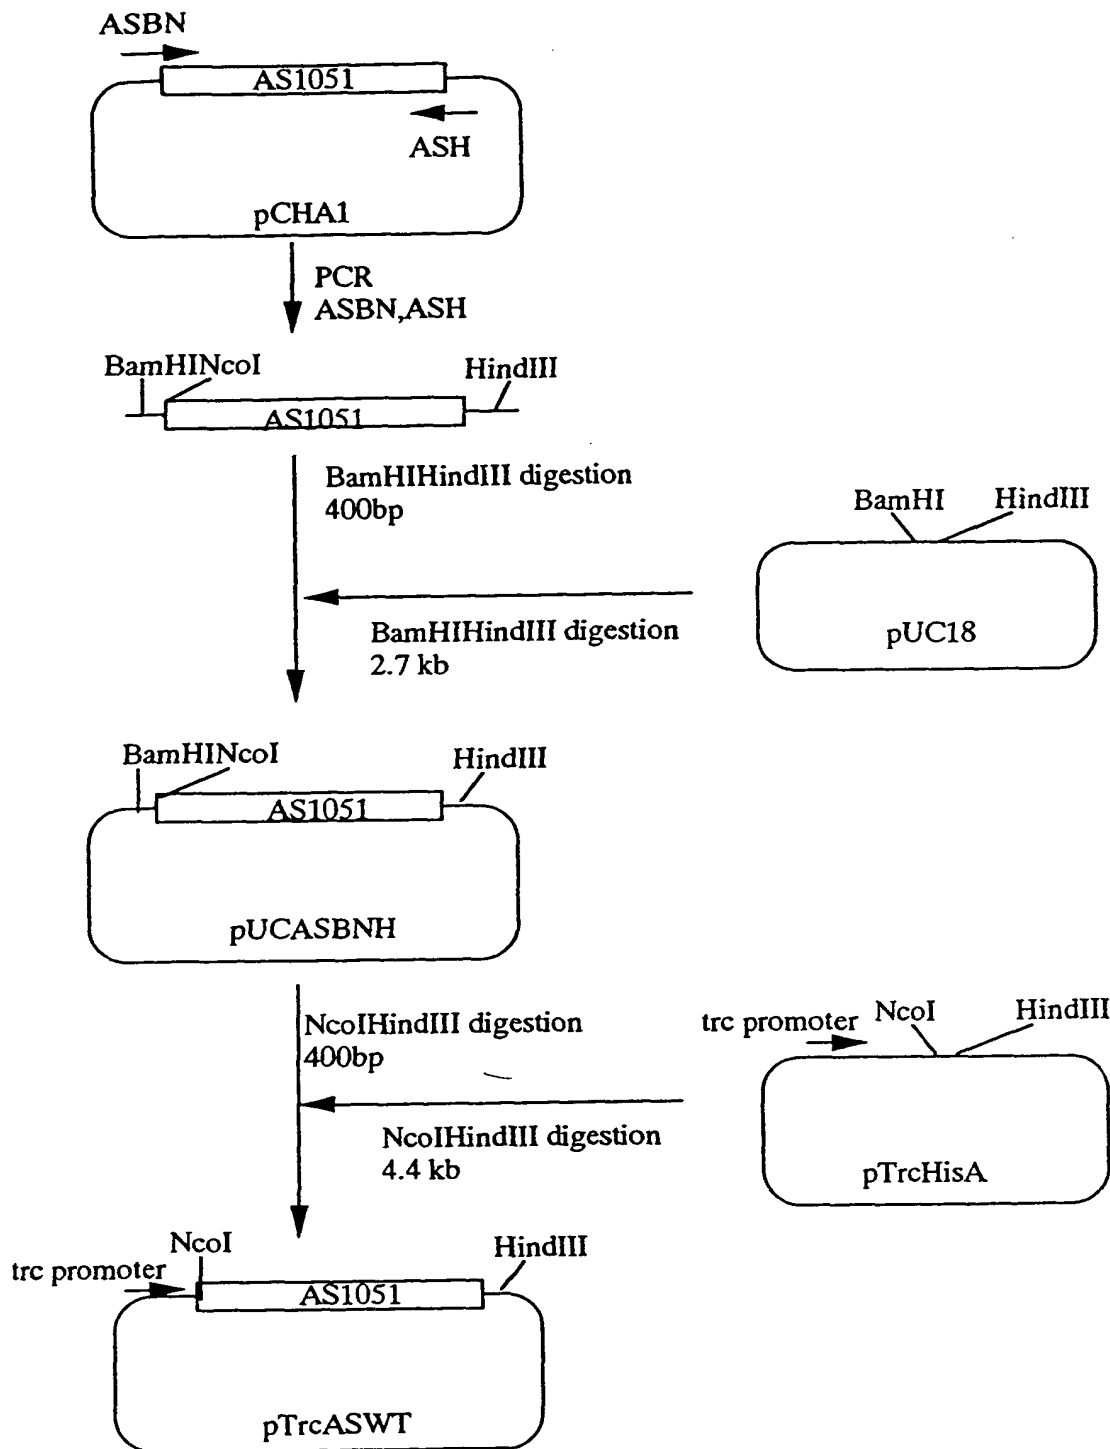 ASBN
AS1051
ASH
pCHA1
PCR
ASBN,ASH
BamHINcoI
HindIII
AS1051
BamHIHindIII digestion
400bp
BamHI
HindIII
BamHIHindIII digestion
2.7 kb
pUC18
BamHINcoI
HindIII
AS1051
pUCASBNH
NcoIHindIII digestion
400bp
trc promoter
NcoI
HindIII
NcoIHindIII digestion
4.4 kb
pTrcHisA
NcoI
HindIII
trc promoter
AS1051
pTrcASWT